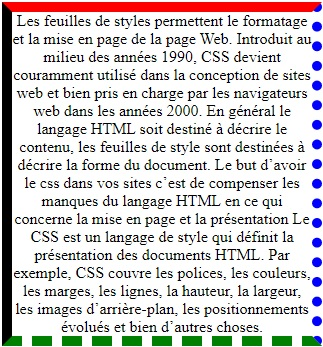 Les feuilles de styles permettent le formatage
et la mise en page de la page Web. Introduit au
milieu des années 1990, CSS devient
couramment utilisé dans la conception de sites
web et bien pris en charge par les navigateurs
web dans les années 2000. En général le
langage HTML soit destiné à décrire le
contenu, les feuilles de style sont destinées à
décrire la forme du document. Le but d’avoir
le css dans vos sites c’est de compenser les
manques du langage HTML en ce qui
concerne la mise en page et la présentation Le
CSS est un langage de style qui définit la
présentation des documents HTML. Par
exemple, CSS couvre les polices, les couleurs,
les marges, les lignes, la hauteur, la largeur,
les images d’arrière-plan, les positionnements
évolués et bien d’autres choses.